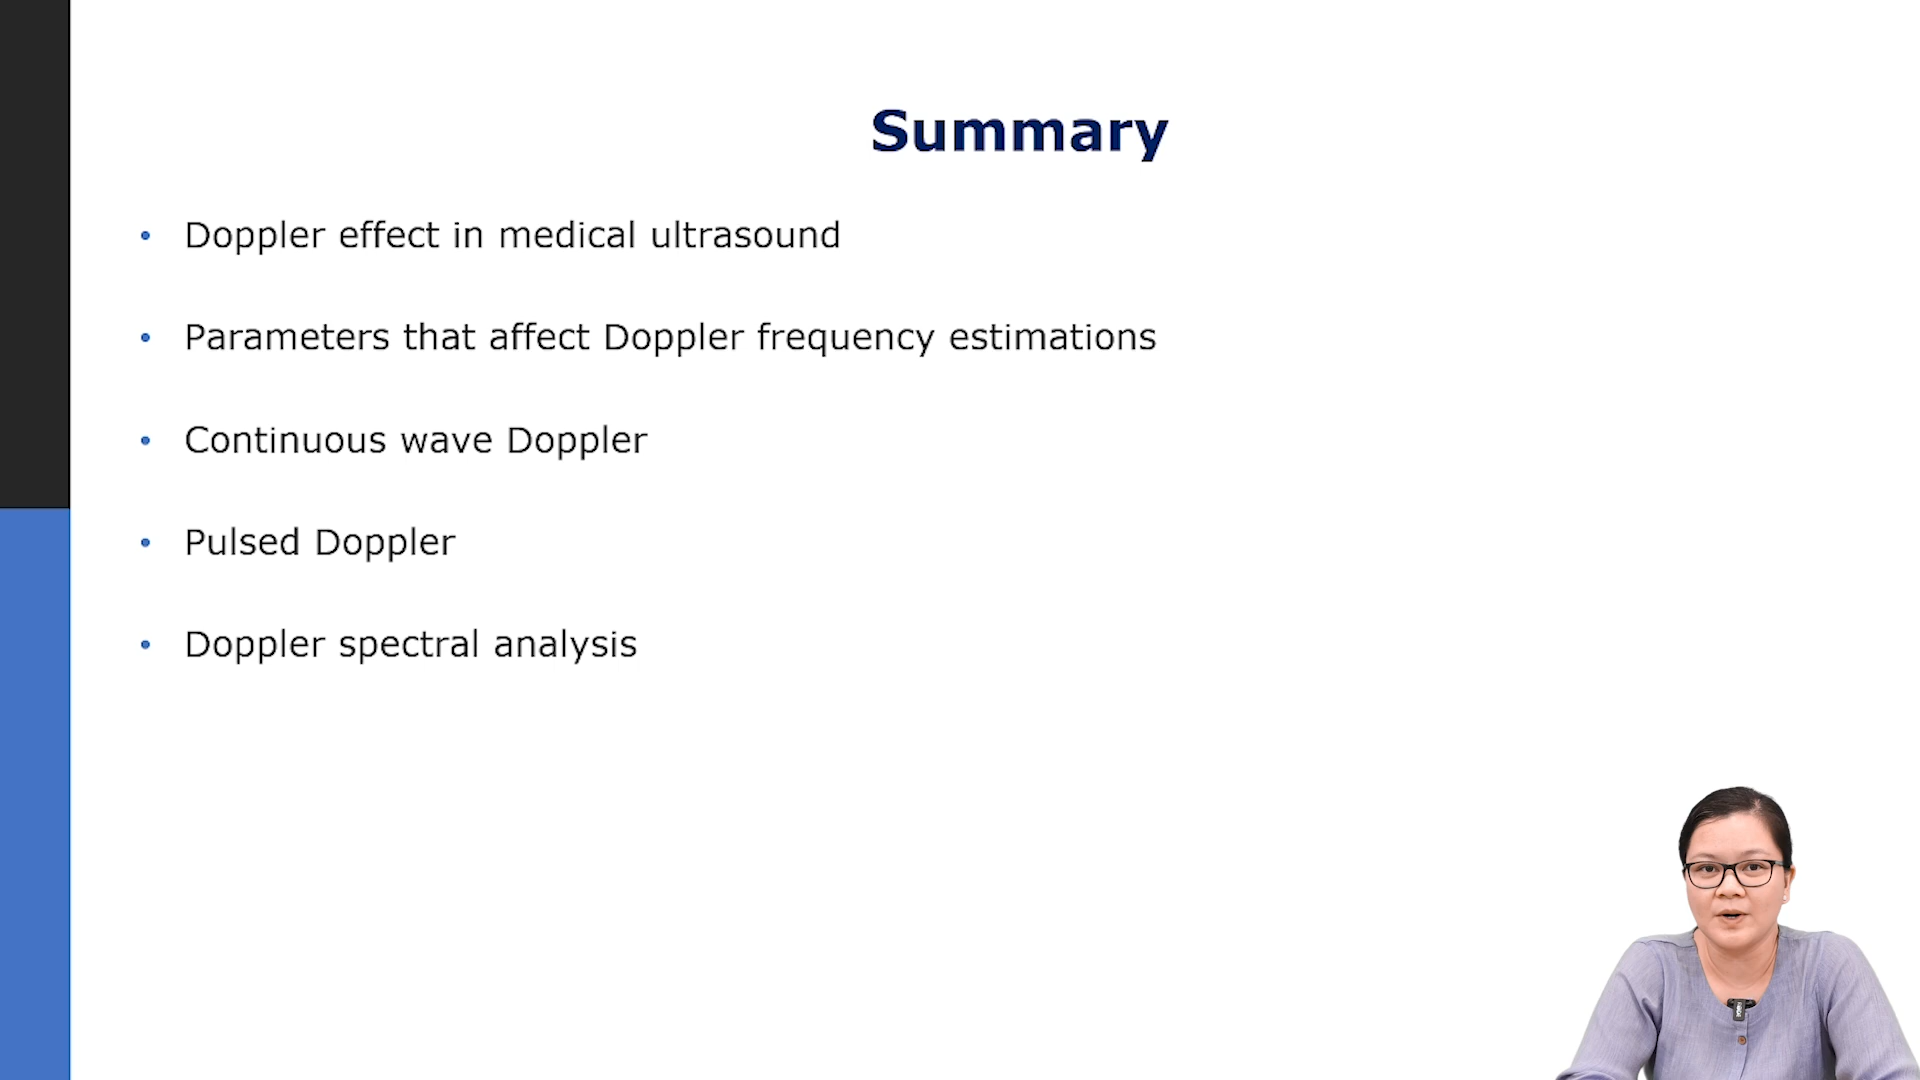 Summary
• Doppler effect in medical ultrasound
• Parameters that affect Doppler frequency estimations
• Continuous wave Doppler
• Pulsed Doppler
• Doppler spectral analysis